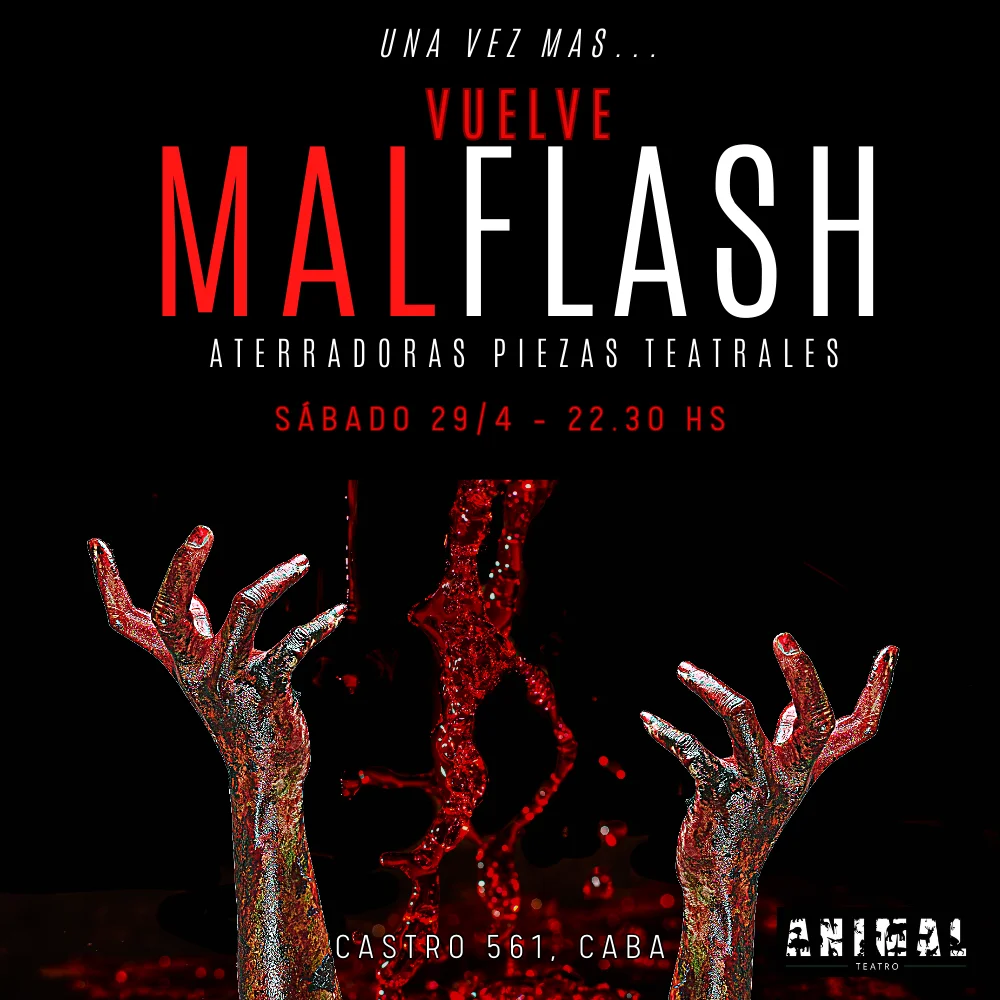 UNA VEZ MAS...
VUELVE
MALFLASH
ATERRADORAS PIEZAS TEATRALES
SÁBADO 29/4 - 22.30 HS
CASTRO 561, CABA
ANIMAL
TEATRO